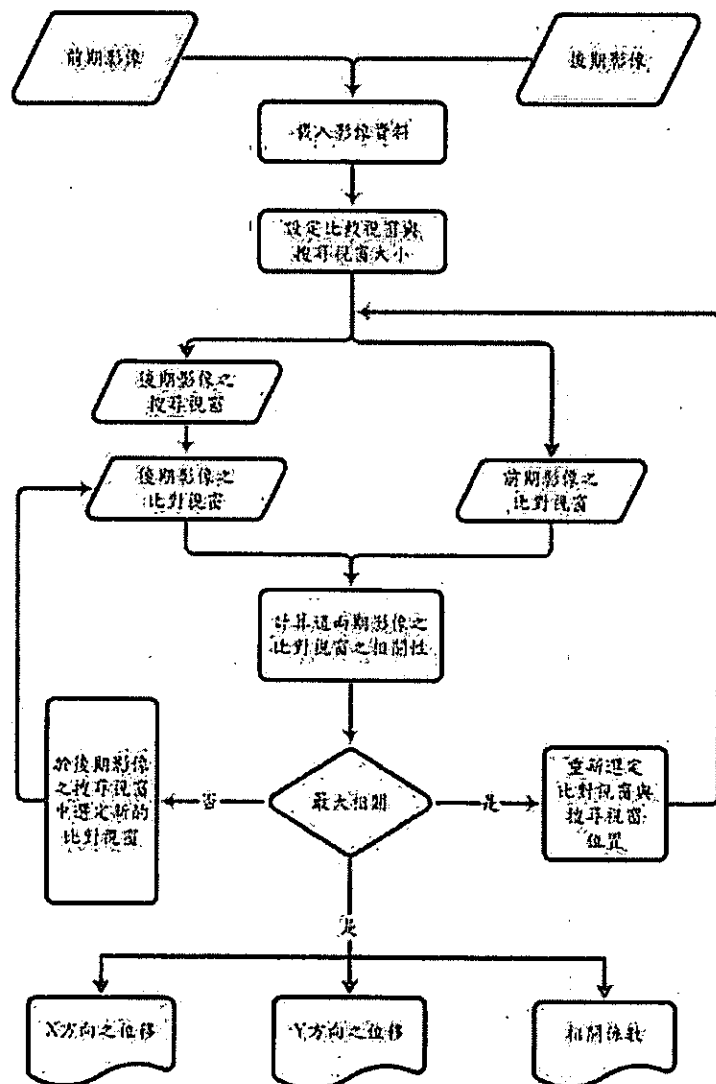 前期影像
後期影像
載入影像資料
設定比較視窗與
搜尋視窗大小
後期影像之
搜尋視窗
後期影像之
比對視窗
前期影像之
比對視窗
計算這兩期影像之
比對視窗之相關性
於後期影像
之搜尋視窗
中選定新的
比對視窗
否
最大相關
是
重新選定
比對視窗與
搜尋視窗
位置
是
X方向之位移
Y方向之位移
相關係數